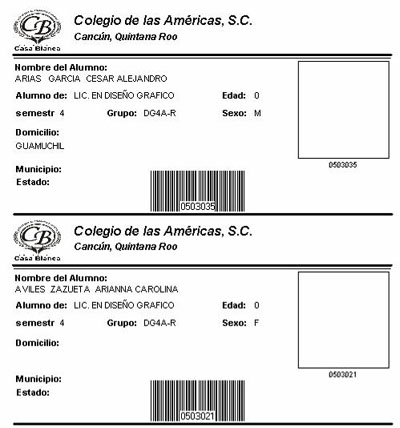 Colegio de las Américas, S.C.
Cancún, Quintana Roo
CB
Casa Blanca
Nombre del Alumno:
ARIAS GARCIA CESAR ALEJANDRO
Alumno de: LIC. EN DISEÑO GRAFICO Edad: 0
semestr 4 Grupo: DG4A-R Sexo: M
Domicilio:
GUAMUCHIL
0503035
Municipio:
Estado:
0503035
Colegio de las Américas, S.C.
Cancún, Quintana Roo
CB
Casa Blanca
Nombre del Alumno:
AVILES ZAZUETA ARIANNA CAROLINA
Alumno de: LIC. EN DISEÑO GRAFICO Edad: 0
semestr 4 Grupo: DG4A-R Sexo: F
Domicilio:
0503021
Municipio:
Estado:
0503021